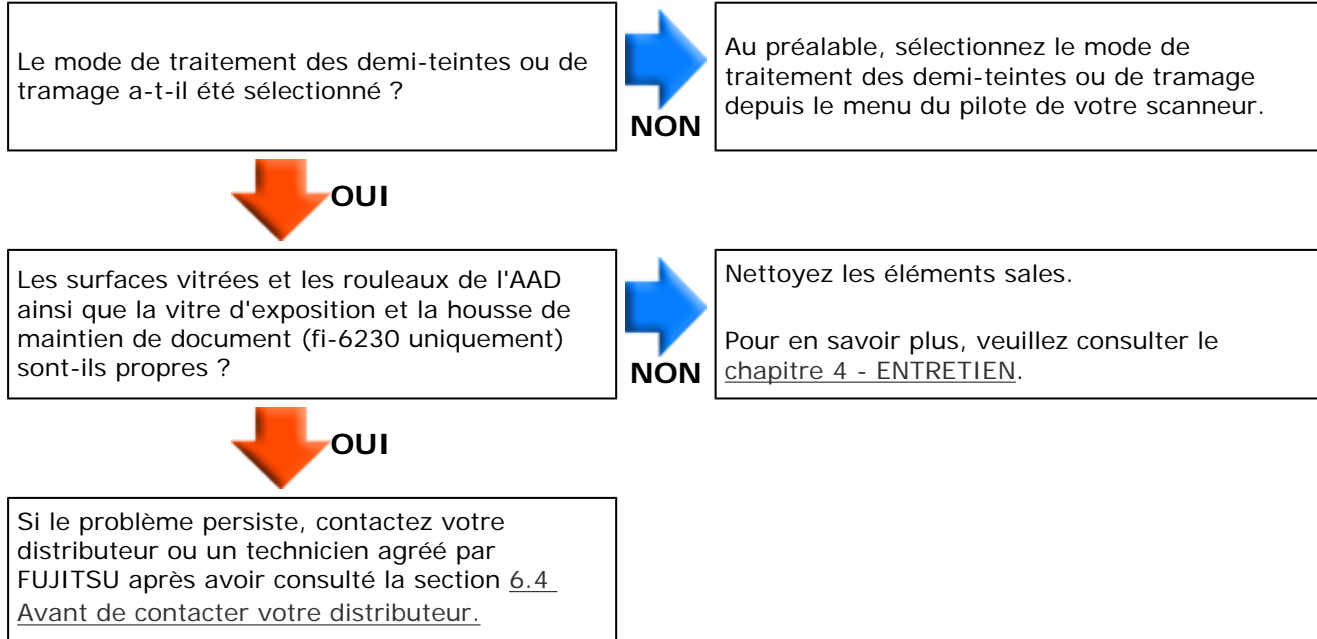 Le mode de traitement des demi-teintes ou de
tramage a-t-il été sélectionné ?
NON
Au préalable, sélectionnez le mode de
traitement des demi-teintes ou de tramage
depuis le menu du pilote de votre scanneur.
OUI
Les surfaces vitrées et les rouleaux de l'AAD
ainsi que la vitre d'exposition et la housse de
maintien de document (fi-6230 uniquement)
sont-ils propres ?
NON
Nettoyez les éléments sales.
Pour en savoir plus, veuillez consulter le
chapitre 4 - ENTRETIEN.
OUI
Si le problème persiste, contactez votre
distributeur ou un technicien agréé par
FUJITSU après avoir consulté la section 6.4
Avant de contacter votre distributeur.